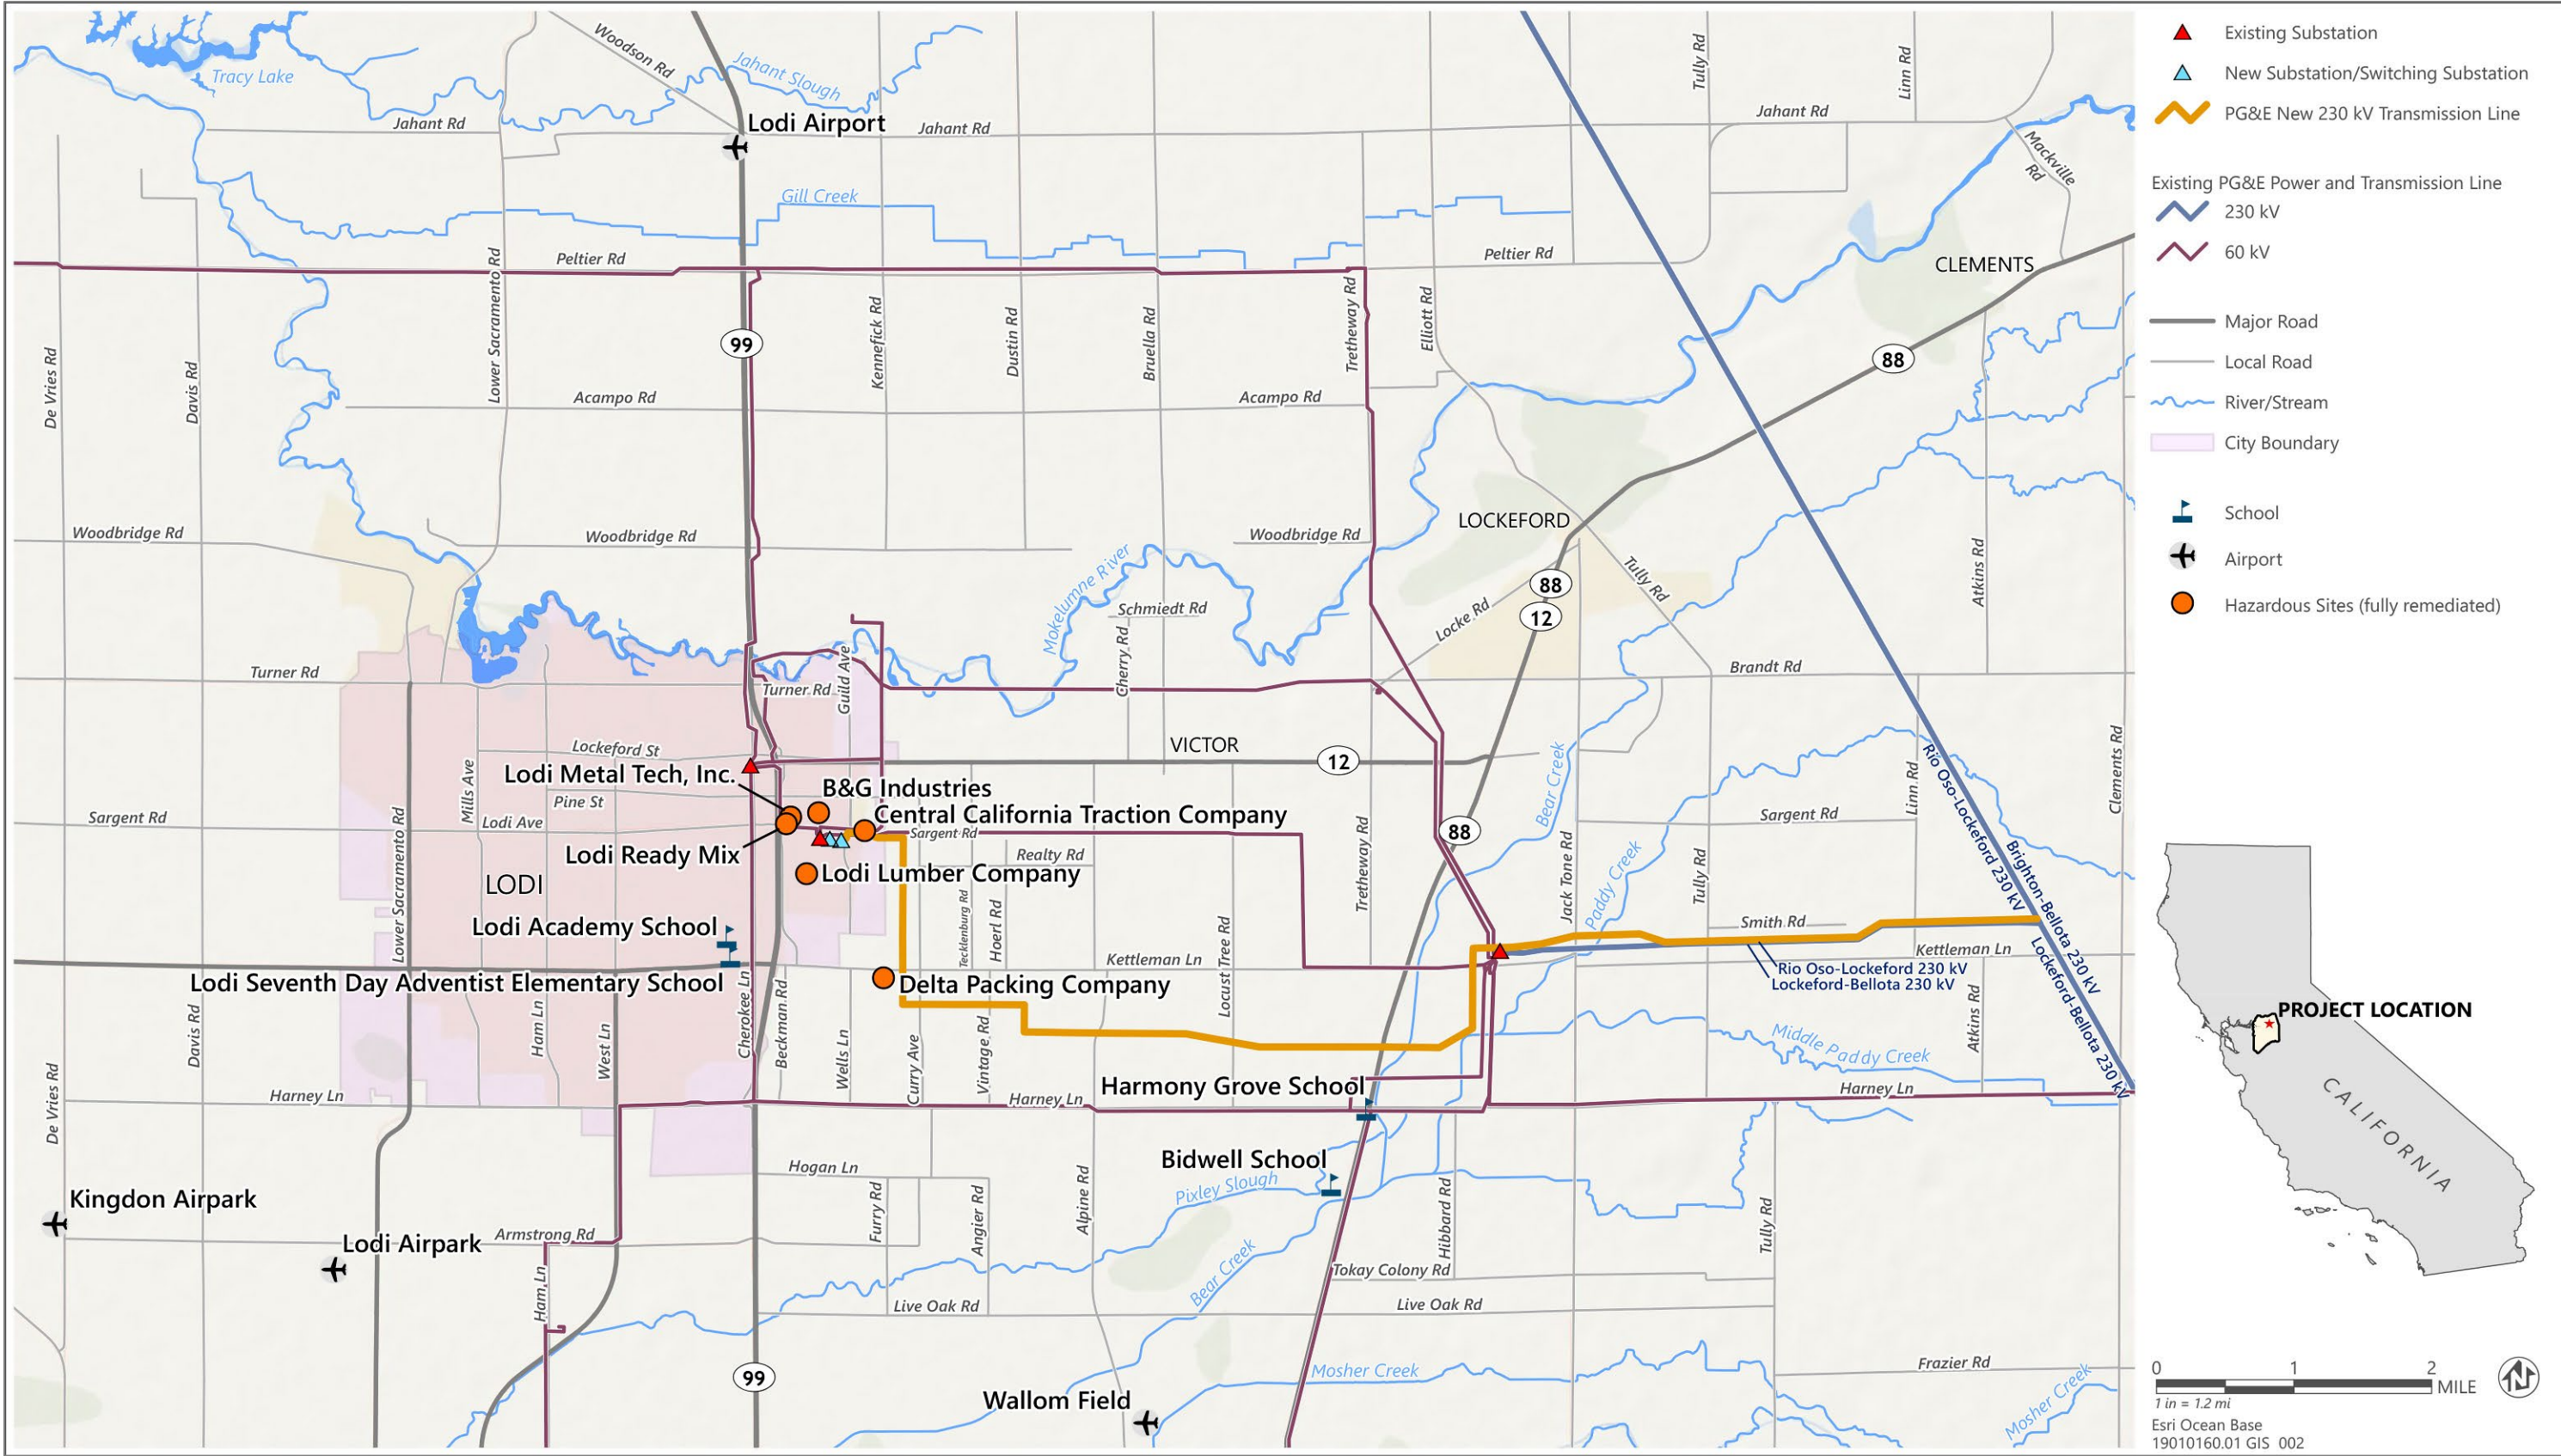 Woodson Rd
Jahant Slough
Tracy Lake
Tully Rd
Linn Rd
Jahant Rd
Lodi Airport
Jahant Rd
Jahant Rd
Mackville
Rd
Gill Creek
Peltier Rd
Lower Sacramento Rd
Peltier Rd
CLEMENTS
De Vries Rd
Davis Rd
99
Kennefick Rd
Dustin Rd
Bruella Rd
Tretheway Rd
Elliott Rd
88
Acampo Rd
Acampo Rd
Woodbridge Rd
Woodbridge Rd
Woodbridge Rd
LOCKEFORD
Mokelumne River
Schmiedt Rd
Cherry Rd
Locke Rd
88
12
Tully Rd
Atkins Rd
Turner Rd
Turner Rd
Guild Ave
Brandt Rd
Lockeford St
VICTOR
12
Lodi Metal Tech, Inc.
B&G Industries
Pine St
Mills Ave
Central California Traction Company
Sargent Rd
Lodi Ave
Sargent Rd
Sargent Rd
88
Bear Creek
Linn Rd
Clements Rd
Rio Oso-Lockeford 230 kV
Brighton-Bellota 230 kV
Lodi Ready Mix
Realty Rd
Lodi Lumber Company
LODI
Lower Sacramento Rd
Tretheway Rd
Jack Tone Rd
Paddy Creek
Tully Rd
Lodi Academy School
Tecklenburg Rd
Hoerl Rd
Locust Tree Rd
Smith Rd
Kettleman Ln
Kettleman Ln
Lodi Seventh Day Adventist Elementary School
Delta Packing Company
Rio Oso-Lockeford 230 kV
Lockeford-Bellota 230 kV
Lockeford-Bellota 230 kV
Davis Rd
Ham Ln
West Ln
Cherokee Ln
Beckman Rd
Wells Ln
Curry Ave
Vintage Rd
Atkins Rd
Middle Paddy Creek
De Vries Rd
Harney Ln
Harney Ln
Harmony Grove School
Harney Ln
Hogan Ln
Bidwell School
Pixley Slough
Kingdon Airpark
Lodi Airpark
Armstrong Rd
Furry Rd
Angier Rd
Alpine Rd
Bear Creek
Hibbard Rd
Tully Rd
Tokay Colony Rd
Ham Ln
Live Oak Rd
Live Oak Rd
99
Mosher Creek
Frazier Rd
Wallom Field
Mosher Creek
Existing Substation
New Substation/Switching Substation
PG&E New 230 kV Transmission Line
Existing PG&E Power and Transmission Line
230 kV
60 kV
Major Road
Local Road
River/Stream
City Boundary
School
Airport
Hazardous Sites (fully remediated)
PROJECT LOCATION
CALIFORNIA
0 1 2
MILE
1 in = 1.2 mi
N
Esri Ocean Base
19010160.01 GIS 002